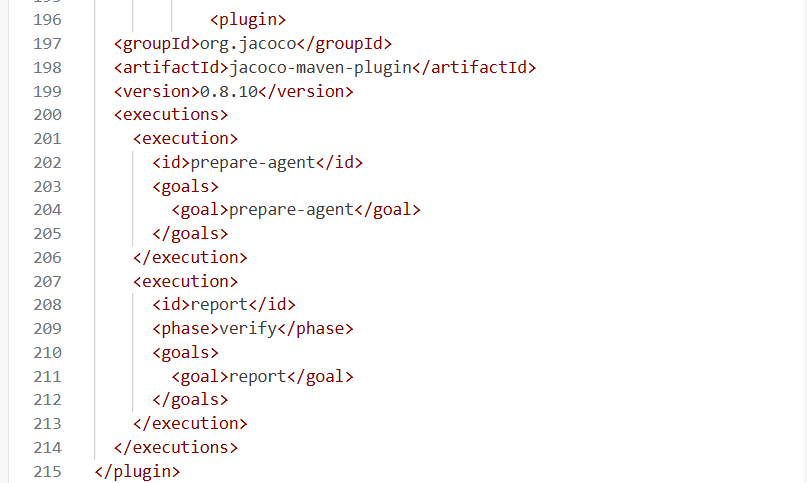 196 <plugin>
197 <groupId>org.jacoco</groupId>
198 <artifactId>jacoco-maven-plugin</artifactId>
199 <version>0.8.10</version>
200 <executions>
201 <execution>
202 <id>prepare-agent</id>
203 <goals>
204 <goal>prepare-agent</goal>
205 </goals>
206 </execution>
207 <execution>
208 <id>report</id>
209 <phase>verify</phase>
210 <goals>
211 <goal>report</goal>
212 </goals>
213 </execution>
214 </executions>
215 </plugin>